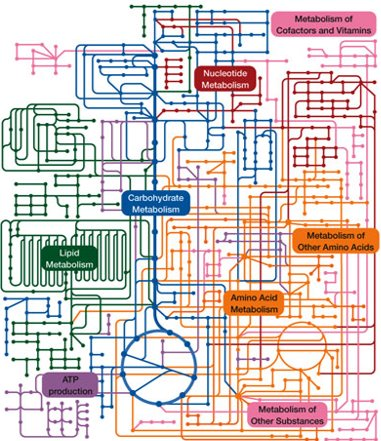 Metabolism of
Cofactors and Vitamins
Nucleotide
Metabolism
Carbohydrate
Metabolism
Metabolism of
Other Amino Acids
Lipid
Metabolism
Amino Acid
Metabolism
ATP
production
Metabolism of
Other Substances